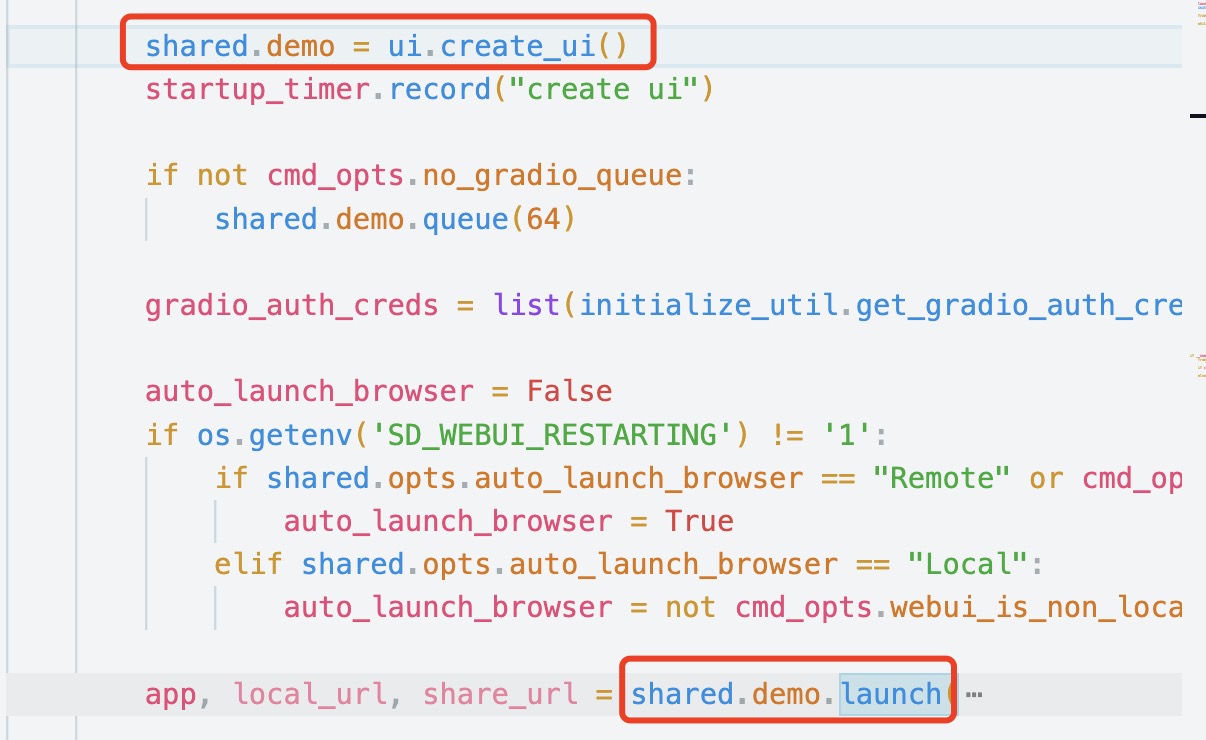 shared.demo = ui.create_ui()
startup_timer.record("create ui")
if not cmd_opts.no_gradio_queue:
shared.demo.queue(64)
gradio_auth_creds = list(initialize_util.get_gradio_auth_cre
auto_launch_browser = False
if os.getenv('SD_WEBUI_RESTARTING') != '1':
if shared.opts.auto_launch_browser == "Remote" or cmd_op
auto_launch_browser = True
elif shared.opts.auto_launch_browser == "Local":
auto_launch_browser = not cmd_opts.webui_is_non_loca
app, local_url, share_url = shared.demo.launch( ⋯